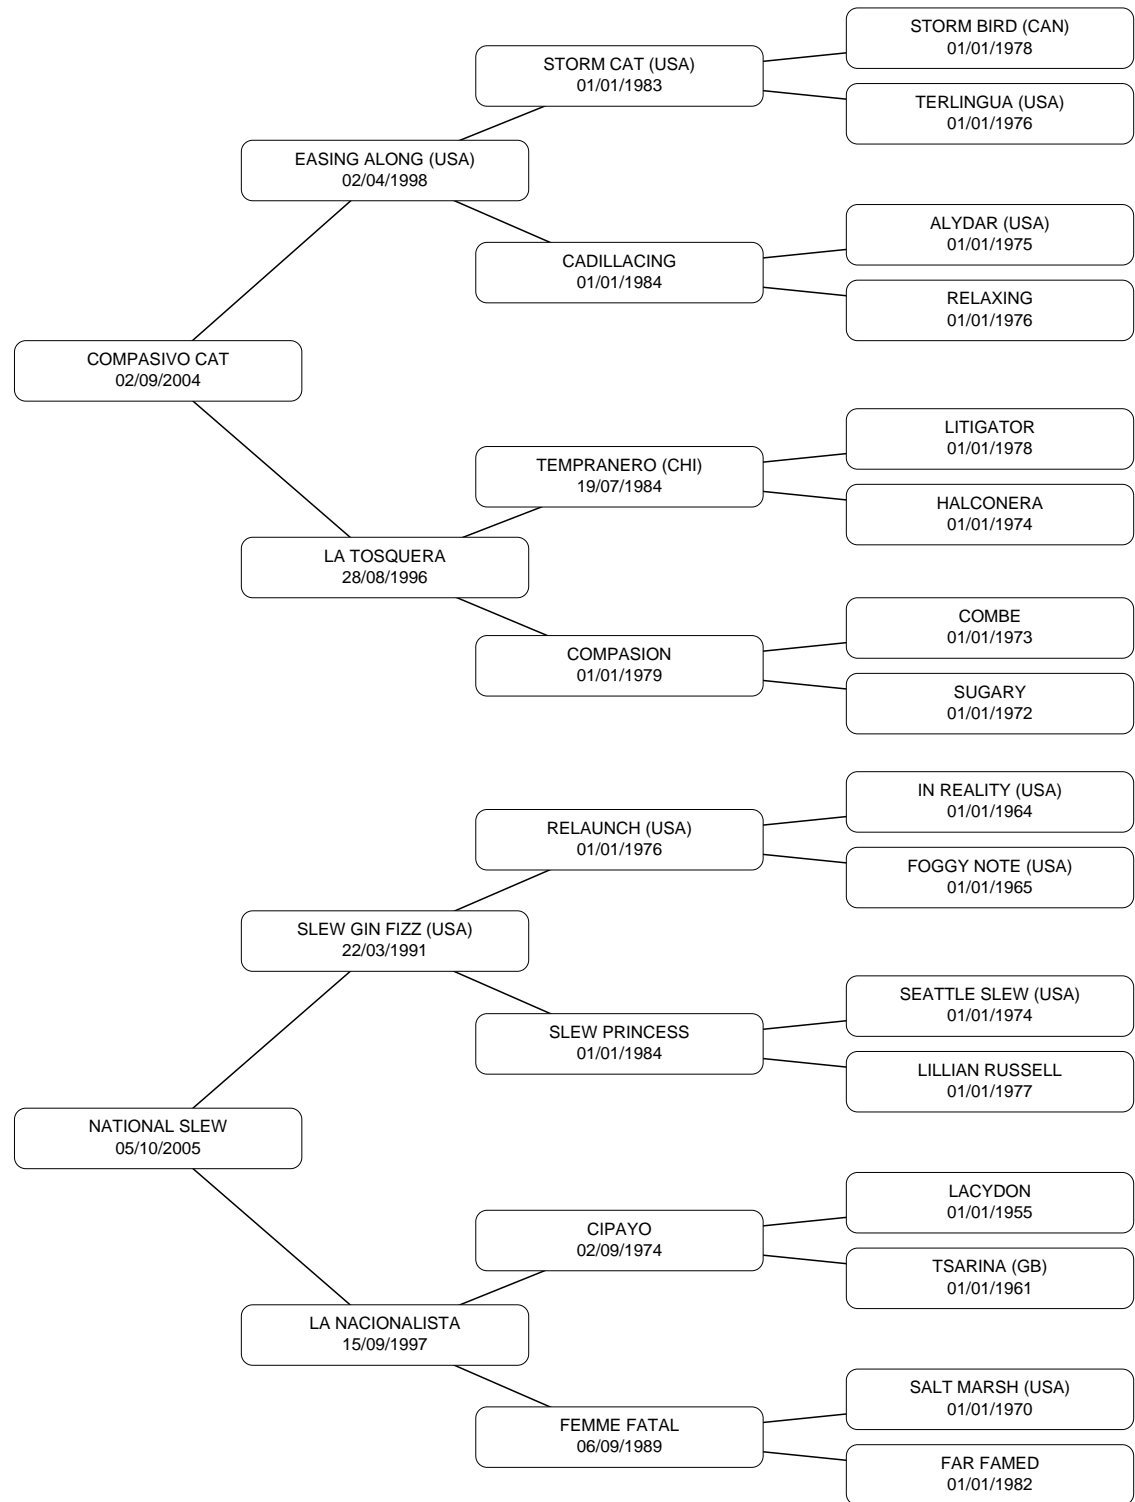 STORM BIRD (CAN)
01/01/1978
STORM CAT (USA)
01/01/1983
TERLINGUA (USA)
01/01/1976
EASING ALONG (USA)
02/04/1998
ALYDAR (USA)
01/01/1975
CADILLACING
01/01/1984
RELAXING
01/01/1976
COMPASIVO CAT
02/09/2004
LITIGATOR
01/01/1978
TEMPRANERO (CHI)
19/07/1984
HALCONERA
01/01/1974
LA TOSQUERA
28/08/1996
COMBE
01/01/1973
COMPASION
01/01/1979
SUGARY
01/01/1972
IN REALITY (USA)
01/01/1964
RELAUNCH (USA)
01/01/1976
FOGGY NOTE (USA)
01/01/1965
SLEW GIN FIZZ (USA)
22/03/1991
SEATTLE SLEW (USA)
01/01/1974
SLEW PRINCESS
01/01/1984
LILLIAN RUSSELL
01/01/1977
NATIONAL SLEW
05/10/2005
LACYDON
01/01/1955
CIPAYO
02/09/1974
TSARINA (GB)
01/01/1961
LA NACIONALISTA
15/09/1997
SALT MARSH (USA)
01/01/1970
FEMME FATAL
06/09/1989
FAR FAMED
01/01/1982